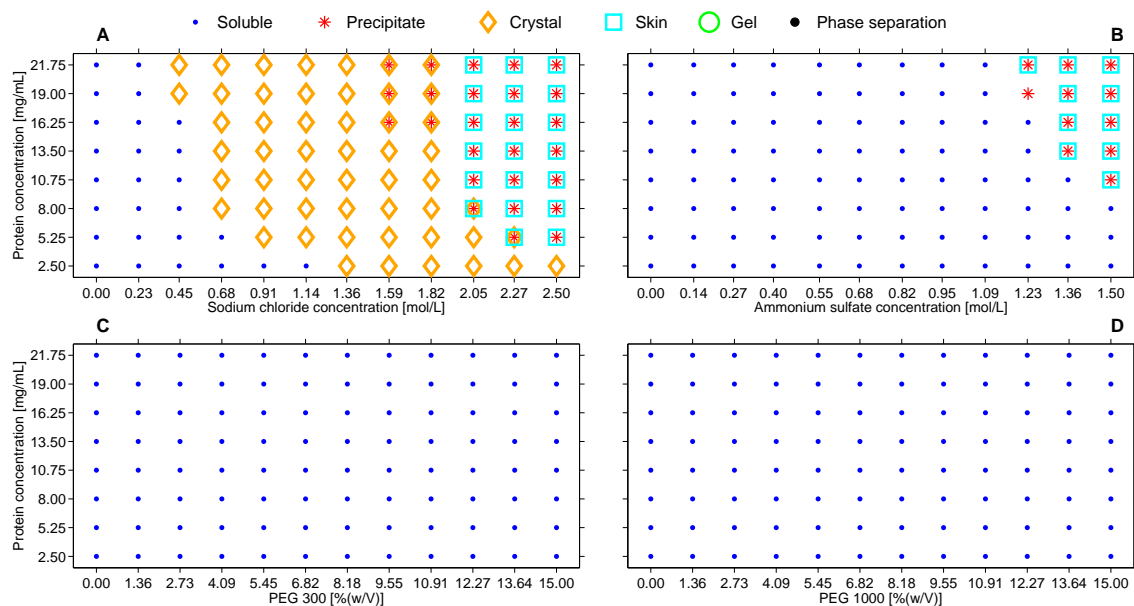 Soluble Precipitate Crystal Skin Gel Phase separation
A
B
Protein concentration [mg/mL]
21.75
19.00
16.25
13.50
10.75
8.00
5.25
2.50
0.00 0.23 0.45 0.68 0.91 1.14 1.36 1.59 1.82 2.05 2.27 2.50
Sodium chloride concentration [mol/L]
0.00 0.14 0.27 0.40 0.55 0.68 0.82 0.95 1.09 1.23 1.36 1.50
Ammonium sulfate concentration [mol/L]
C
D
Protein concentration [mg/mL]
21.75
19.00
16.25
13.50
10.75
8.00
5.25
2.50
0.00 1.36 2.73 4.09 5.45 6.82 8.18 9.55 10.91 12.27 13.64 15.00
PEG 300 [%(w/V)]
0.00 1.36 2.73 4.09 5.45 6.82 8.18 9.55 10.91 12.27 13.64 15.00
PEG 1000 [%(w/V)]